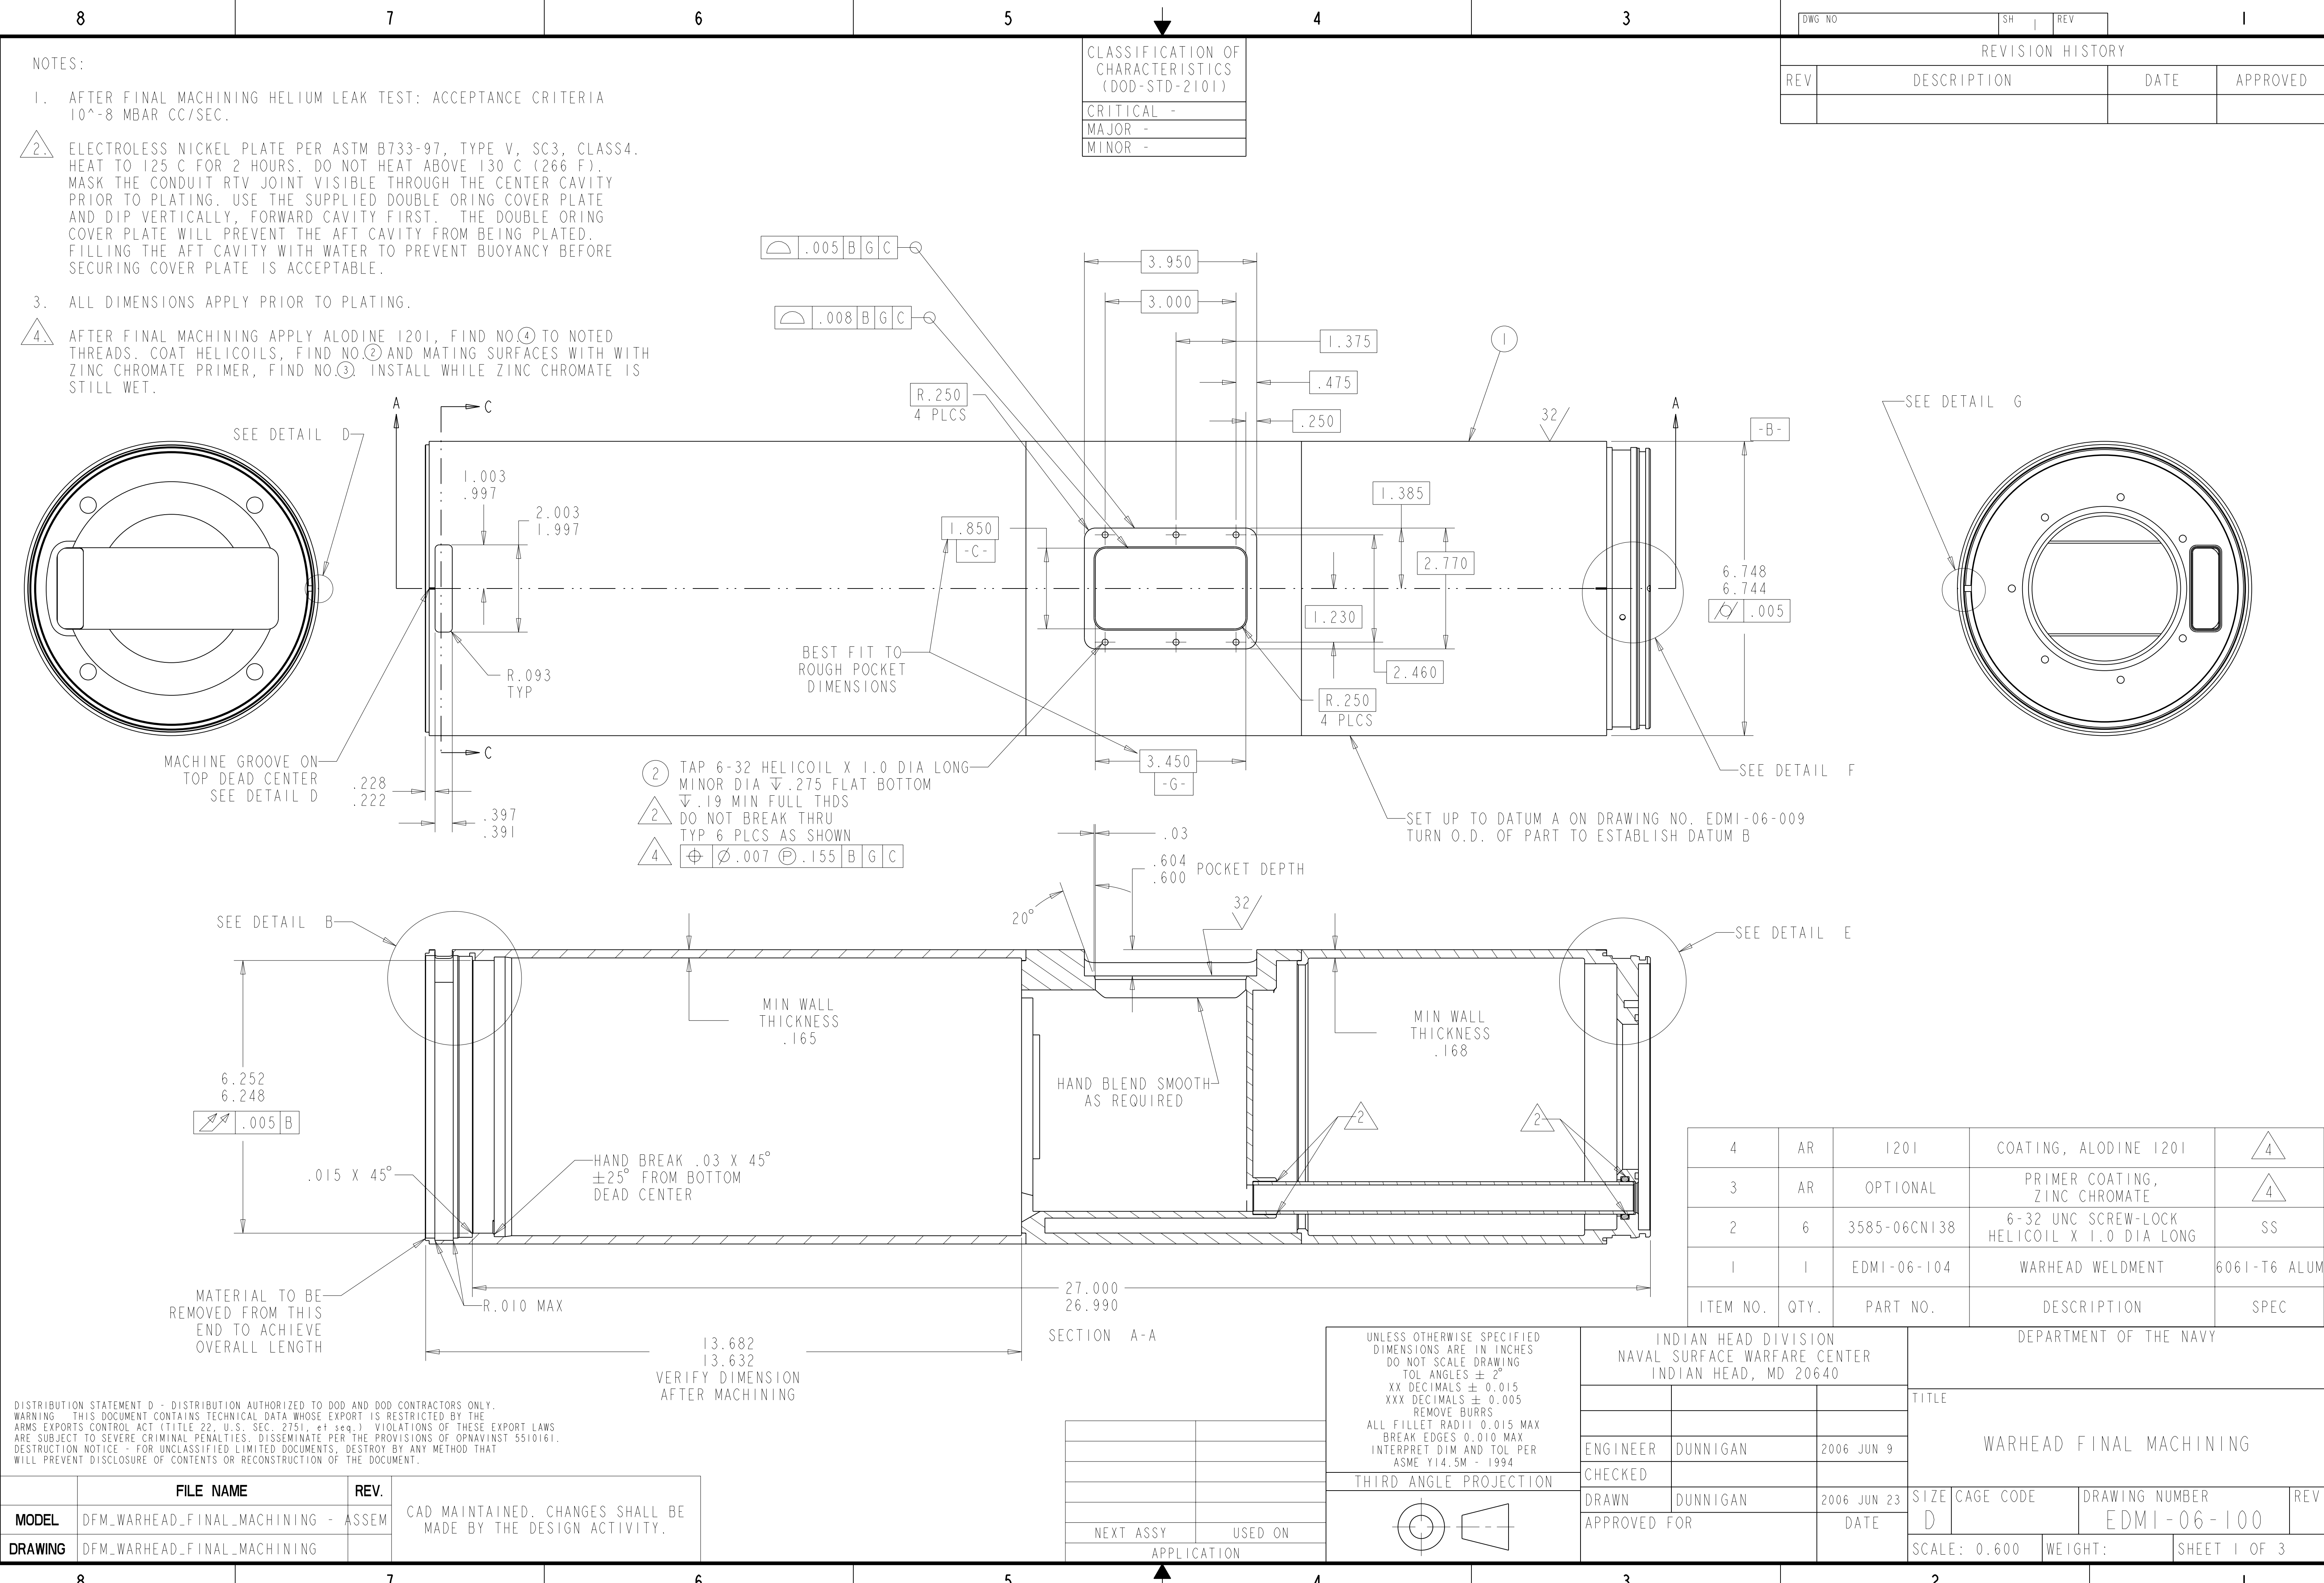 8 7 6 5 4 3 1
DWG NO SH 1 REV
REVISION HISTORY
REV DESCRIPTION DATE APPROVED
CLASSIFICATION OF
CHARACTERISTICS
(DOD-STD-2101)
CRITICAL -
MAJOR -
MINOR -
NOTES:
1. AFTER FINAL MACHINING HELIUM LEAK TEST: ACCEPTANCE CRITERIA
10^-8 MBAR CC/SEC.
2. ELECTROLESS NICKEL PLATE PER ASTM B733-97, TYPE V, SC3, CLASS4.
HEAT TO 125 C FOR 2 HOURS. DO NOT HEAT ABOVE 130 C (266 F).
MASK THE CONDUIT RTV JOINT VISIBLE THROUGH THE CENTER CAVITY
PRIOR TO PLATING. USE THE SUPPLIED DOUBLE ORING COVER PLATE
AND DIP VERTICALLY, FORWARD CAVITY FIRST. THE DOUBLE ORING
COVER PLATE WILL PREVENT THE AFT CAVITY FROM BEING PLATED.
FILLING THE AFT CAVITY WITH WATER TO PREVENT BUOYANCY BEFORE
SECURING COVER PLATE IS ACCEPTABLE.
3. ALL DIMENSIONS APPLY PRIOR TO PLATING.
4. AFTER FINAL MACHINING APPLY ALODINE 1201, FIND NO. 4 TO NOTED
THREADS. COAT HELICOILS, FIND NO. 2 AND MATING SURFACES WITH WITH
ZINC CHROMATE PRIMER, FIND NO. 3. INSTALL WHILE ZINC CHROMATE IS
STILL WET.
.005 B G C
.008 B G C
3.950
3.000
1.375
.475
.250
R.250
4 PLCS
1
32
A
A
C
C
SEE DETAIL D
SEE DETAIL G
-B-
1.003
.997
2.003
1.997
1.850
-C-
1.385
2.770
1.230
2.460
R.250
4 PLCS
6.748
6.744
⌭ .005
BEST FIT TO
ROUGH POCKET
DIMENSIONS
R.093
TYP
MACHINE GROOVE ON
TOP DEAD CENTER
SEE DETAIL D
.228
.222
.397
.391
3.450
-G-
SEE DETAIL F
2 TAP 6-32 HELICOIL X 1.0 DIA LONG
MINOR DIA ↧ .275 FLAT BOTTOM
↧ .19 MIN FULL THDS
2 DO NOT BREAK THRU
TYP 6 PLCS AS SHOWN
4 ⌖ Ø.007 Ⓟ .155 B G C
SET UP TO DATUM A ON DRAWING NO. EDMI-06-009
TURN O.D. OF PART TO ESTABLISH DATUM B
.03
.604
.600 POCKET DEPTH
20°
32
SEE DETAIL B
SEE DETAIL E
MIN WALL
THICKNESS
.165
MIN WALL
THICKNESS
.168
HAND BLEND SMOOTH
AS REQUIRED
2
2
6.252
6.248
.005 B
.015 X 45°
HAND BREAK .03 X 45°
±25° FROM BOTTOM
DEAD CENTER
MATERIAL TO BE
REMOVED FROM THIS
END TO ACHIEVE
OVERALL LENGTH
R.010 MAX
27.000
26.990
13.682
13.632
VERIFY DIMENSION
AFTER MACHINING
SECTION A-A
4 AR 1201 COATING, ALODINE 1201 4
3 AR OPTIONAL PRIMER COATING,
ZINC CHROMATE 4
2 6 3585-06CN138 6-32 UNC SCREW-LOCK
HELICOIL X 1.0 DIA LONG SS
1 1 EDMI-06-104 WARHEAD WELDMENT 6061-T6 ALUM
ITEM NO. QTY. PART NO. DESCRIPTION SPEC
UNLESS OTHERWISE SPECIFIED
DIMENSIONS ARE IN INCHES
DO NOT SCALE DRAWING
TOL ANGLES ± 2°
XX DECIMALS ± 0.015
XXX DECIMALS ± 0.005
REMOVE BURRS
ALL FILLET RADII 0.015 MAX
BREAK EDGES 0.010 MAX
INTERPRET DIM AND TOL PER
ASME Y14.5M - 1994
THIRD ANGLE PROJECTION
INDIAN HEAD DIVISION
NAVAL SURFACE WARFARE CENTER
INDIAN HEAD, MD 20640
ENGINEER DUNNIGAN 2006 JUN 9
CHECKED
DRAWN DUNNIGAN 2006 JUN 23
APPROVED FOR DATE
DEPARTMENT OF THE NAVY
TITLE
WARHEAD FINAL MACHINING
SIZE CAGE CODE DRAWING NUMBER REV
D EDMI-06-100
SCALE: 0.600 WEIGHT: SHEET 1 OF 3
NEXT ASSY USED ON
APPLICATION
DISTRIBUTION STATEMENT D - DISTRIBUTION AUTHORIZED TO DOD AND DOD CONTRACTORS ONLY.
WARNING THIS DOCUMENT CONTAINS TECHNICAL DATA WHOSE EXPORT IS RESTRICTED BY THE
ARMS EXPORTS CONTROL ACT (TITLE 22, U.S. SEC. 2751, et seq.) VIOLATIONS OF THESE EXPORT LAWS
ARE SUBJECT TO SEVERE CRIMINAL PENALTIES. DISSEMINATE PER THE PROVISIONS OF OPNAVINST 5510161.
DESTRUCTION NOTICE - FOR UNCLASSIFIED LIMITED DOCUMENTS, DESTROY BY ANY METHOD THAT
WILL PREVENT DISCLOSURE OF CONTENTS OR RECONSTRUCTION OF THE DOCUMENT.
FILE NAME REV.
MODEL DFM_WARHEAD_FINAL_MACHINING - ASSEM
DRAWING DFM_WARHEAD_FINAL_MACHINING
CAD MAINTAINED. CHANGES SHALL BE
MADE BY THE DESIGN ACTIVITY.
8 7 6 5 4 3 2 1